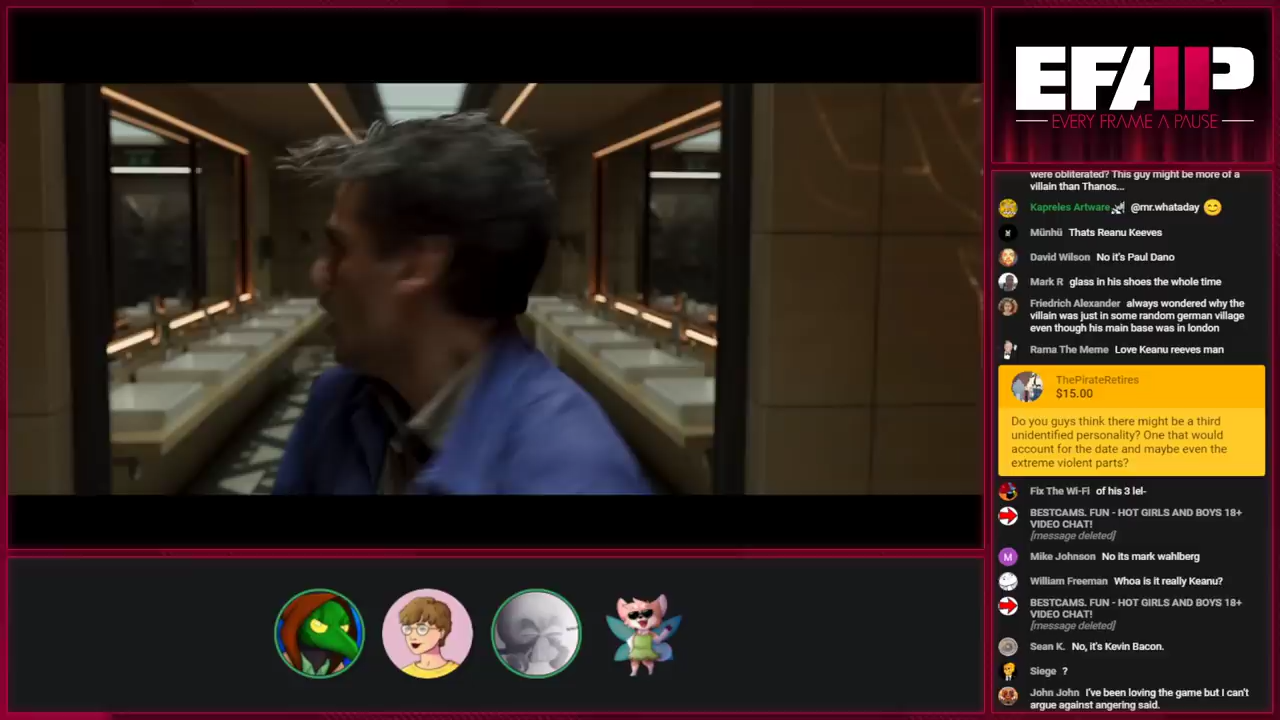 EFAP
EVERY FRAME A PAUSE
were obliterated? This guy might be more of a
villain than Thanos...
Kapreles Artware @mr.whataday 😊
Münhü Thats Reanu Keeves
David Wilson No it's Paul Dano
Mark R glass in his shoes the whole time
Friedrich Alexander always wondered why the
villain was just in some random german village
even though his main base was in london
Rama The Meme Love Keanu reeves man
ThePirateRetires
$15.00
Do you guys think there might be a third
unidentified personality? One that would
account for the date and maybe even the
extreme violent parts?
Fix The Wi-Fi of his 3 lel-
BESTCAMS. FUN - HOT GIRLS AND BOYS 18+
VIDEO CHAT!
[message deleted]
M
Mike Johnson No its mark wahlberg
William Freeman Whoa is it really Keanu?
BESTCAMS. FUN - HOT GIRLS AND BOYS 18+
VIDEO CHAT!
[message deleted]
Sean K. No, it's Kevin Bacon.
Siege ?
John John I've been loving the game but I can't
argue against angering said.